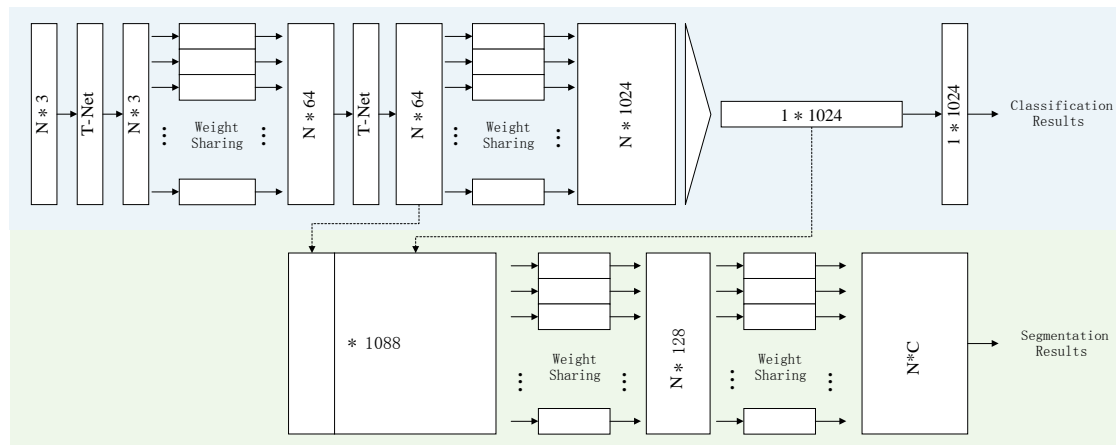 N * 3
T-Net
N * 3
Weight
Sharing
N * 64
T-Net
N * 64
Weight
Sharing
N * 1024
1 * 1024
1 * 1024
Classification
Results
* 1088
Weight
Sharing
N * 128
Weight
Sharing
N*C
Segmentation
Results